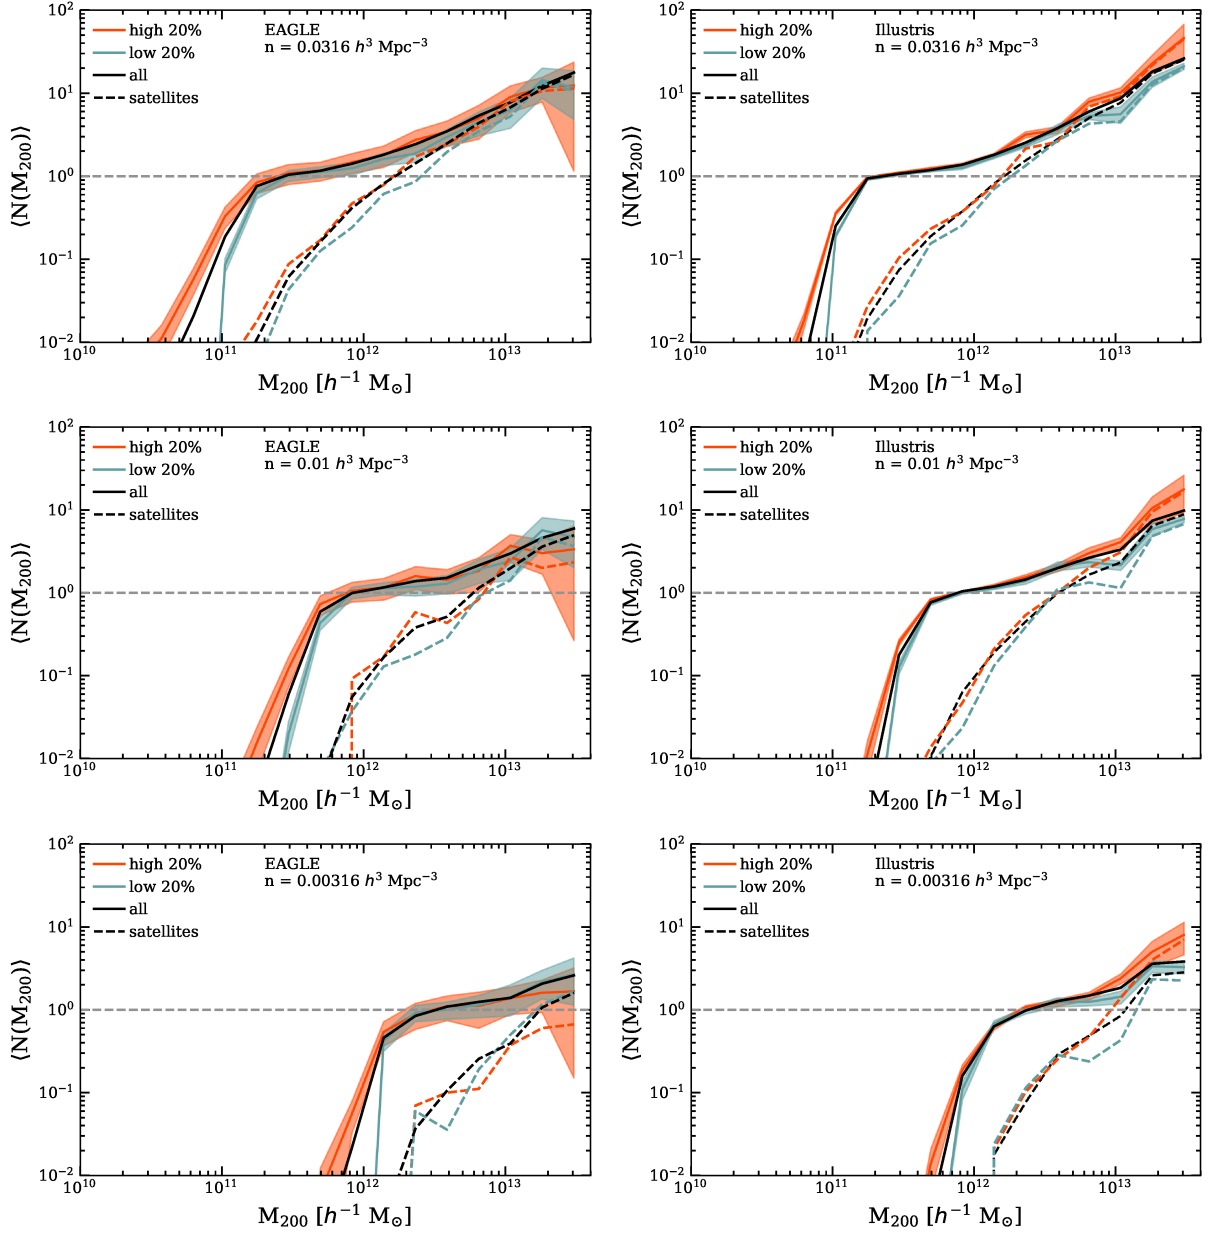 10² 10¹ 10⁰ 10⁻¹ 10⁻²
⟨N(M₂₀₀)⟩
high 20%
low 20%
all
satellites
EAGLE
n = 0.0316 h³ Mpc⁻³
10¹⁰ 10¹¹ 10¹² 10¹³
M₂₀₀ [h⁻¹ M☉]
10² 10¹ 10⁰ 10⁻¹ 10⁻²
⟨N(M₂₀₀)⟩
high 20%
low 20%
all
satellites
Illustris
n = 0.0316 h³ Mpc⁻³
10¹⁰ 10¹¹ 10¹² 10¹³
M₂₀₀ [h⁻¹ M☉]
10² 10¹ 10⁰ 10⁻¹ 10⁻²
⟨N(M₂₀₀)⟩
high 20%
low 20%
all
satellites
EAGLE
n = 0.01 h³ Mpc⁻³
10¹⁰ 10¹¹ 10¹² 10¹³
M₂₀₀ [h⁻¹ M☉]
10² 10¹ 10⁰ 10⁻¹ 10⁻²
⟨N(M₂₀₀)⟩
high 20%
low 20%
all
satellites
Illustris
n = 0.01 h³ Mpc⁻³
10¹⁰ 10¹¹ 10¹² 10¹³
M₂₀₀ [h⁻¹ M☉]
10² 10¹ 10⁰ 10⁻¹ 10⁻²
⟨N(M₂₀₀)⟩
high 20%
low 20%
all
satellites
EAGLE
n = 0.00316 h³ Mpc⁻³
10¹⁰ 10¹¹ 10¹² 10¹³
M₂₀₀ [h⁻¹ M☉]
10² 10¹ 10⁰ 10⁻¹ 10⁻²
⟨N(M₂₀₀)⟩
high 20%
low 20%
all
satellites
Illustris
n = 0.00316 h³ Mpc⁻³
10¹⁰ 10¹¹ 10¹² 10¹³
M₂₀₀ [h⁻¹ M☉]